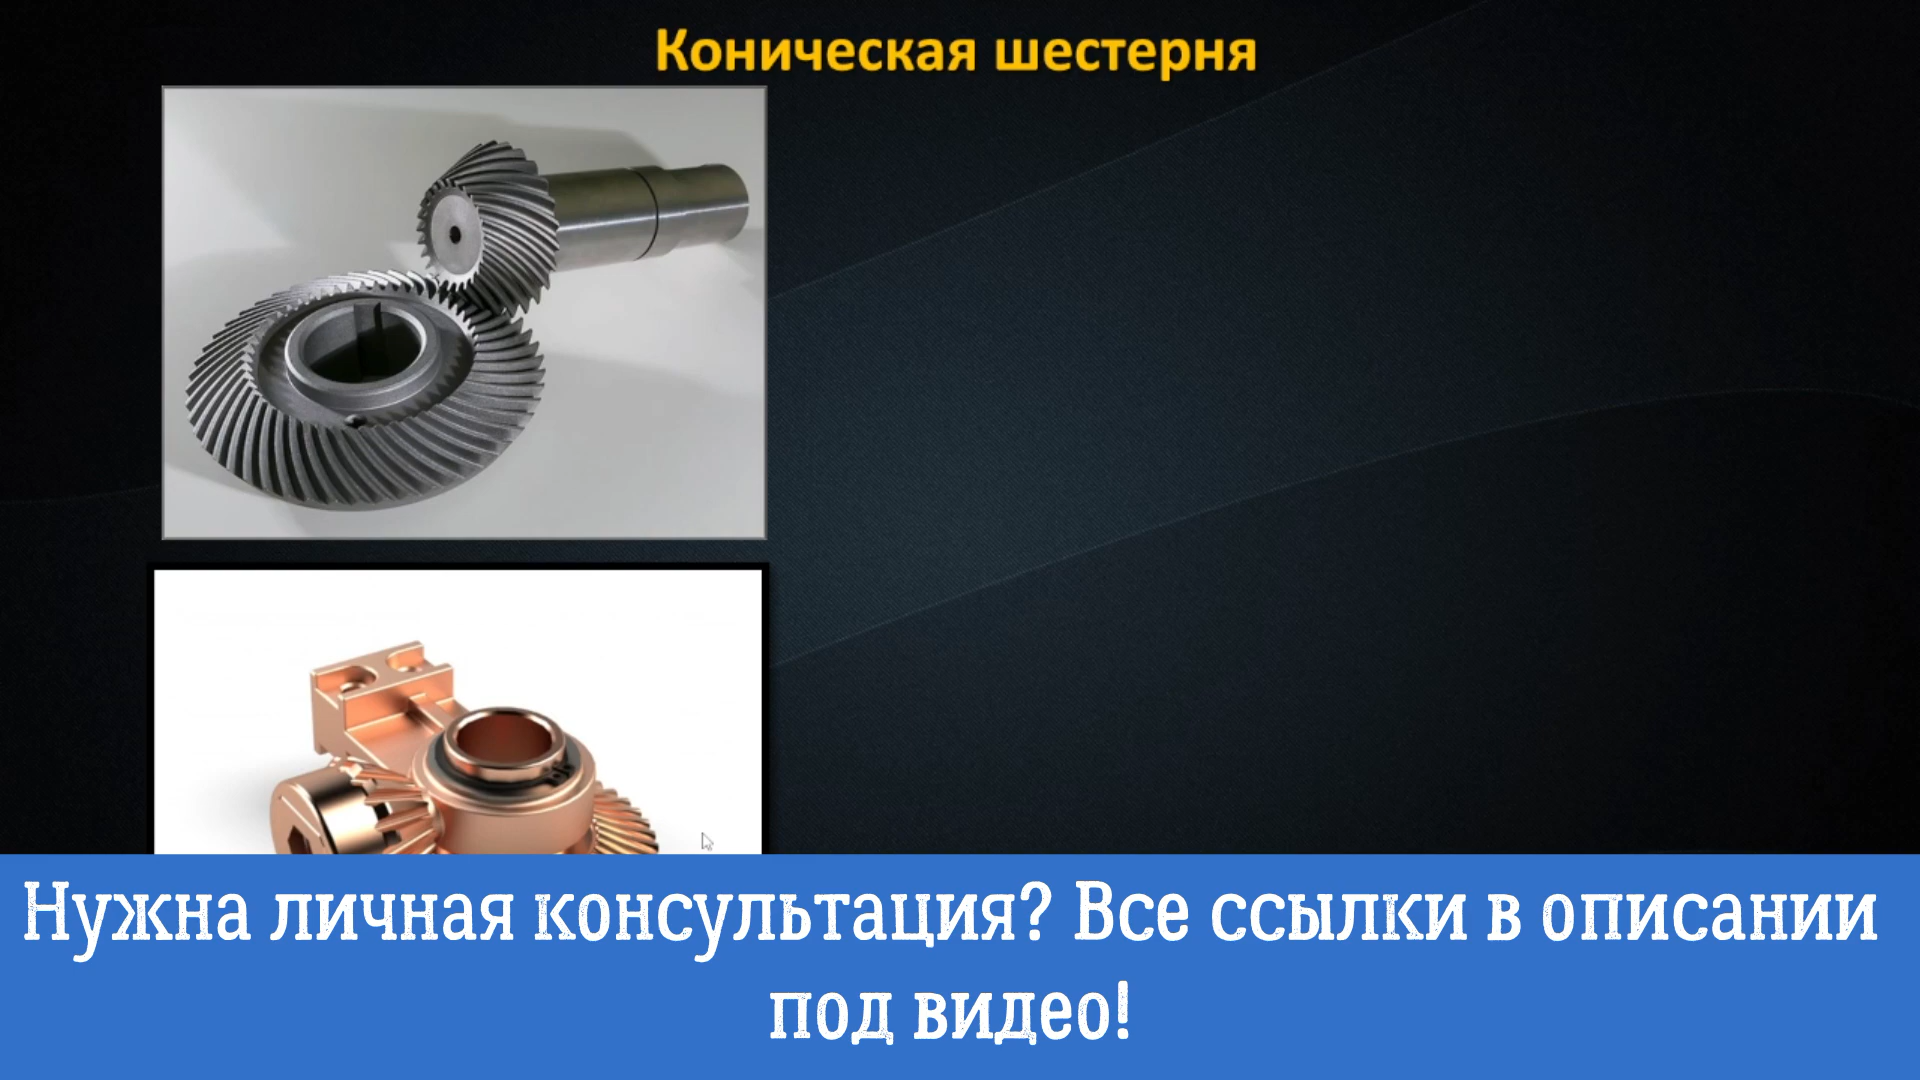 Коническая шестерня
Нужна личная консультация? Все ссылки в описании
под видео!